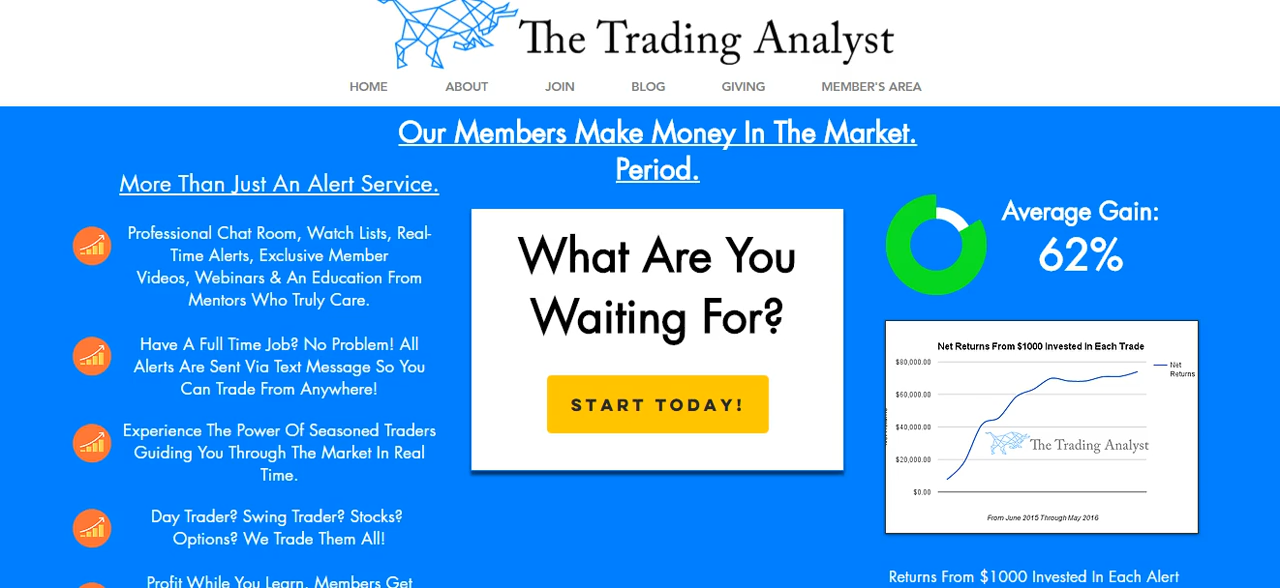 The Trading Analyst
HOME ABOUT JOIN BLOG GIVING MEMBER'S AREA
Our Members Make Money In The Market.
Period.
More Than Just An Alert Service.
Professional Chat Room, Watch Lists, Real-
Time Alerts, Exclusive Member
Videos, Webinars & An Education From
Mentors Who Truly Care.
Have A Full Time Job? No Problem! All
Alerts Are Sent Via Text Message So You
Can Trade From Anywhere!
Experience The Power Of Seasoned Traders
Guiding You Through The Market In Real
Time.
Day Trader? Swing Trader? Stocks?
Options? We Trade Them All!
Profit While You Learn. Members Get
What Are You
Waiting For?
START TODAY!
Average Gain:
62%
Net Returns From $1000 Invested In Each Trade
$80,000.00
$60,000.00
$40,000.00
$20,000.00
$0.00
Net
Returns
The Trading Analyst
From June 2015 Through May 2016
Returns From $1000 Invested In Each Alert